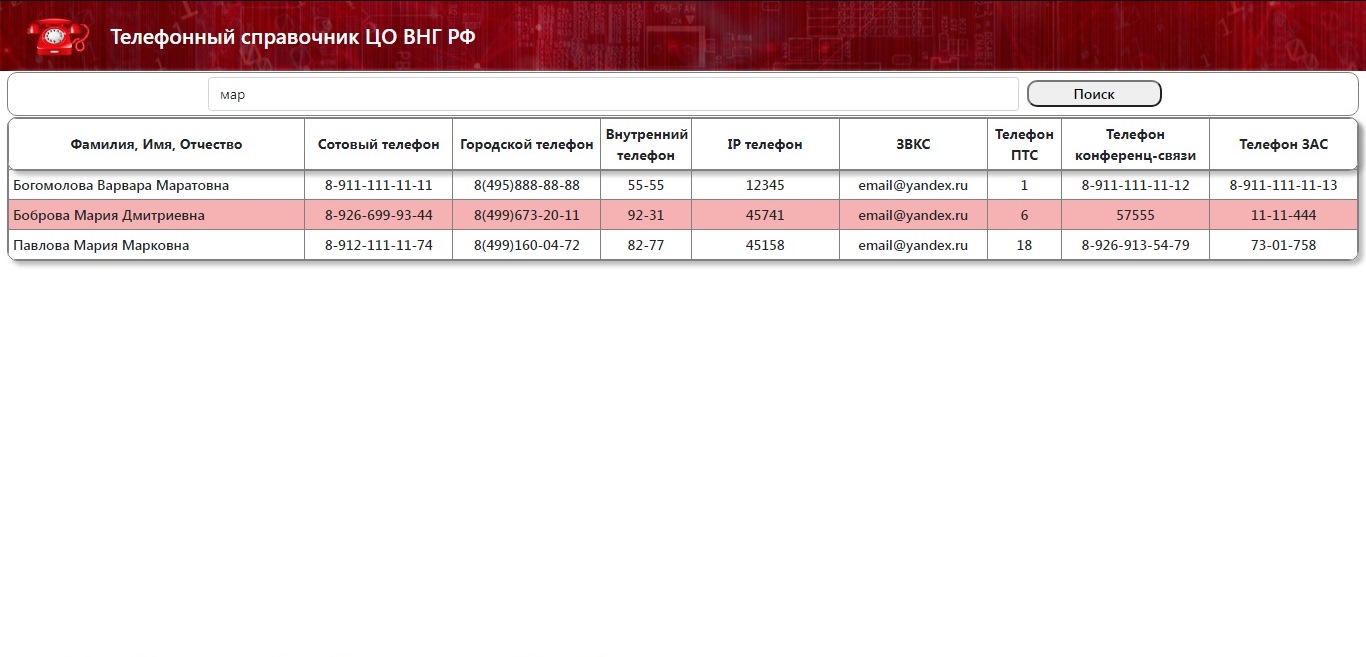 Телефонный справочник ЦО ВНГ РФ
мар
Поиск
Фамилия, Имя, Отчество Сотовый телефон Городской телефон Внутренний телефон IP телефон ЗВКС Телефон ПТС Телефон конференц-связи Телефон ЗАС
Богомолова Варвара Маратовна 8-911-111-11-11 8(495)888-88-88 55-55 12345 email@yandex.ru 1 8-911-111-11-12 8-911-111-11-13
Боброва Мария Дмитриевна 8-926-699-93-44 8(499)673-20-11 92-31 45741 email@yandex.ru 6 57555 11-11-444
Павлова Мария Марковна 8-912-111-11-74 8(499)160-04-72 82-77 45158 email@yandex.ru 18 8-926-913-54-79 73-01-758